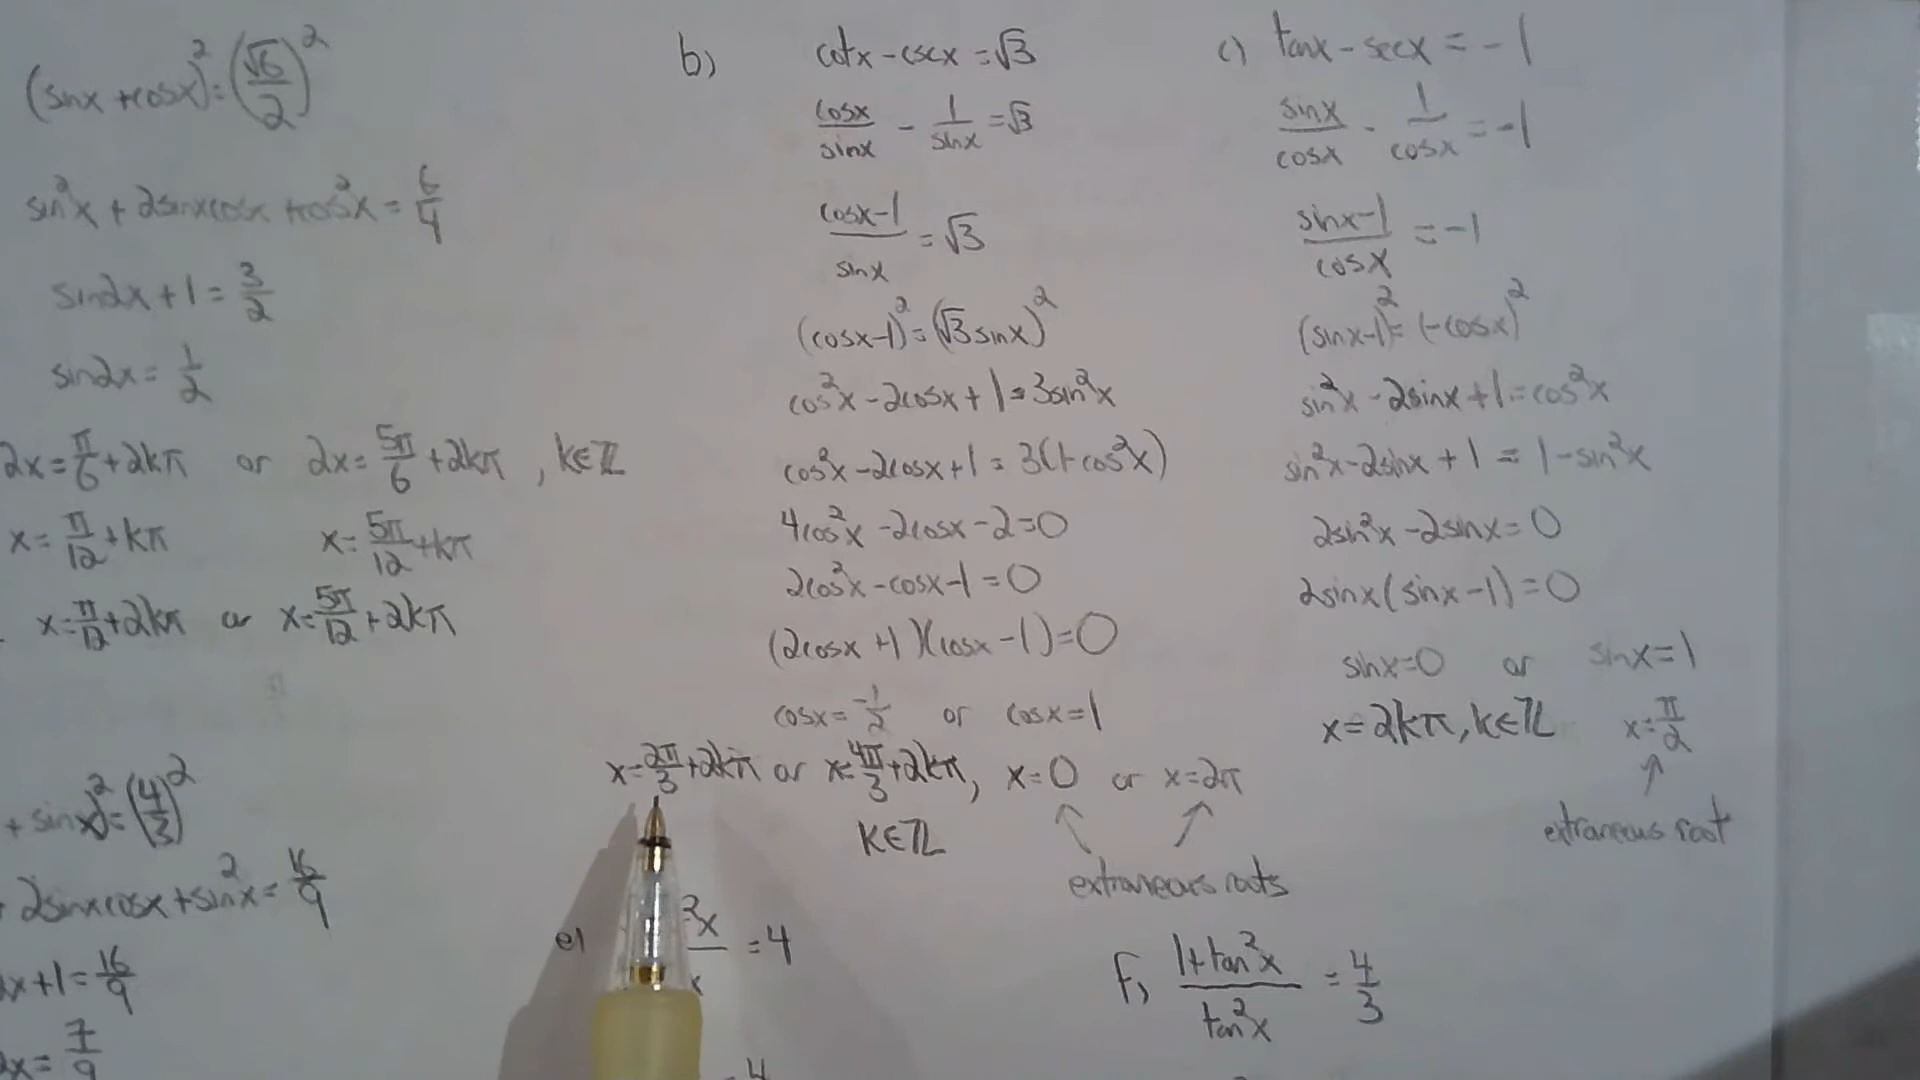 (sinx + cosx)² = (√6/2)²
sin²x + 2sinxcosx + cos²x = 6/4
sin2x + 1 = 3/2
sin2x = 1/2
2x = π/6 + 2kπ or 2x = 5π/6 + 2kπ , k∈ℤ
x = π/12 + kπ x = 5π/12 + kπ
x = π/12 + 2kπ or x = 5π/12 + 2kπ
+ sinx)² = (4/3)²
2sinxcosx + sin²x = 16/9
x + 1 = 16/9
x = 7/9
b) cotx - cscx = √3
cosx/sinx - 1/sinx = √3
cosx-1/sinx = √3
(cosx-1)² = (√3 sinx)²
cos²x - 2cosx + 1 = 3sin²x
cos²x - 2cosx + 1 = 3(1-cos²x)
4cos²x - 2cosx - 2 = 0
2cos²x - cosx - 1 = 0
(2cosx + 1)(cosx - 1) = 0
cosx = -1/2 or cosx = 1
x = 2π/3 + 2kπ or x = 4π/3 + 2kπ, x = 0 or x = 2π
k∈ℤ
extraneous roots
c) tanx - secx = -1
sinx/cosx - 1/cosx = -1
sinx-1/cosx = -1
(sinx-1)² = (-cosx)²
sin²x - 2sinx + 1 = cos²x
sin²x - 2sinx + 1 = 1 - sin²x
2sin²x - 2sinx = 0
2sinx(sinx - 1) = 0
sinx = 0 or sinx = 1
x = 2kπ, k∈ℤ x = π/2
extraneous root
e) ²x = 4
4
f) 1 + tan²x/tan²x = 4/3